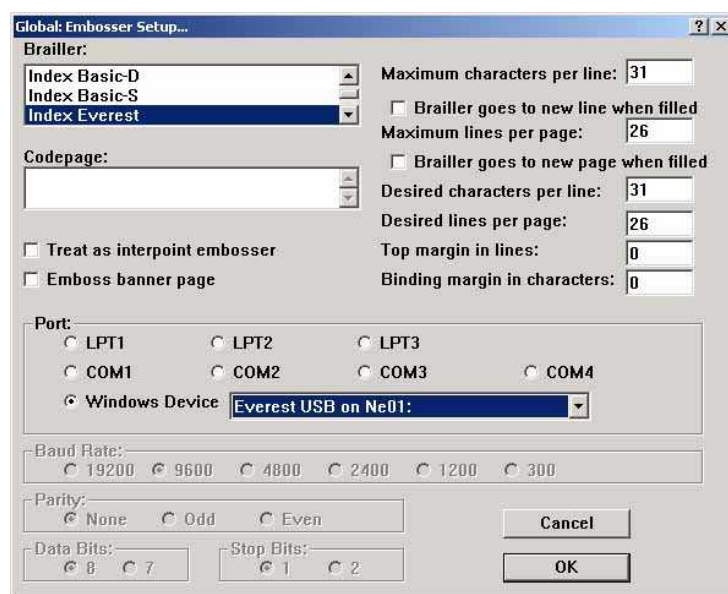 Global: Embosser Setup...
Brailler:
Index Basic-D
Index Basic-S
Index Everest
Codepage:
Treat as interpoint embosser
Emboss banner page
Maximum characters per line: 31
Brailler goes to new line when filled
Maximum lines per page: 26
Brailler goes to new page when filled
Desired characters per line: 31
Desired lines per page: 26
Top margin in lines: 0
Binding margin in characters: 0
Port:
LPT1 LPT2 LPT3
COM1 COM2 COM3 COM4
Windows Device Everest USB on Ne01:
Baud Rate:
19200 9600 4800 2400 1200 300
Parity:
None Odd Even
Data Bits:
8 7
Stop Bits:
1 2
Cancel
OK